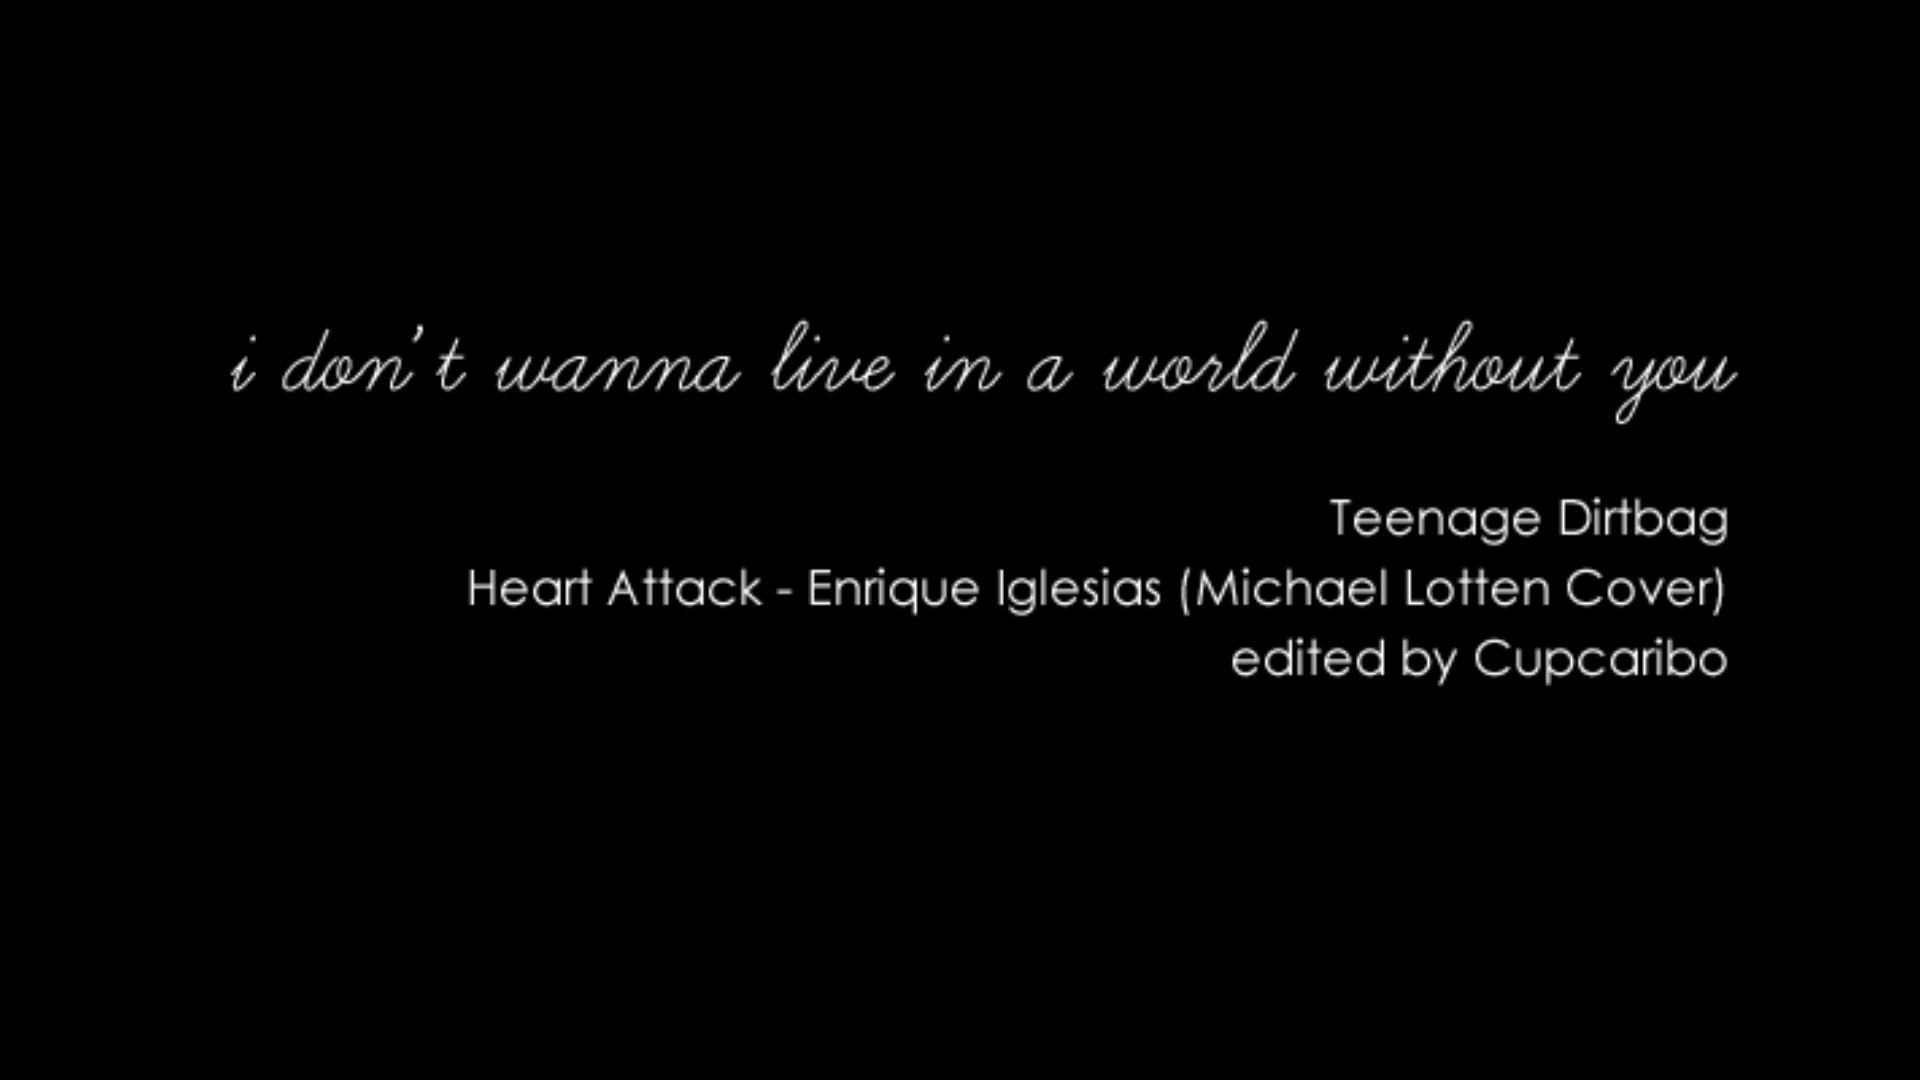 i don't wanna live in a world without you
Teenage Dirtbag
Heart Attack - Enrique Iglesias (Michael Lotten Cover)
edited by Cupcaribo